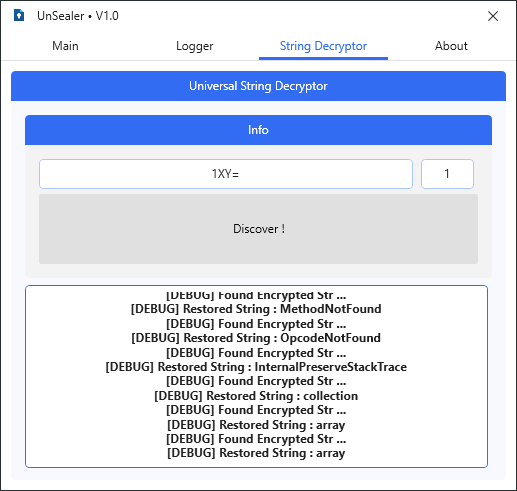 UnSealer • V1.0
Main Logger String Decryptor About
Universal String Decryptor
Info
1XY= 1
Discover !
[DEBUG] Found Encrypted Str ...
[DEBUG] Restored String : MethodNotFound
[DEBUG] Found Encrypted Str ...
[DEBUG] Restored String : OpcodeNotFound
[DEBUG] Found Encrypted Str ...
[DEBUG] Restored String : InternalPreserveStackTrace
[DEBUG] Found Encrypted Str ...
[DEBUG] Restored String : collection
[DEBUG] Found Encrypted Str ...
[DEBUG] Restored String : array
[DEBUG] Found Encrypted Str ...
[DEBUG] Restored String : array